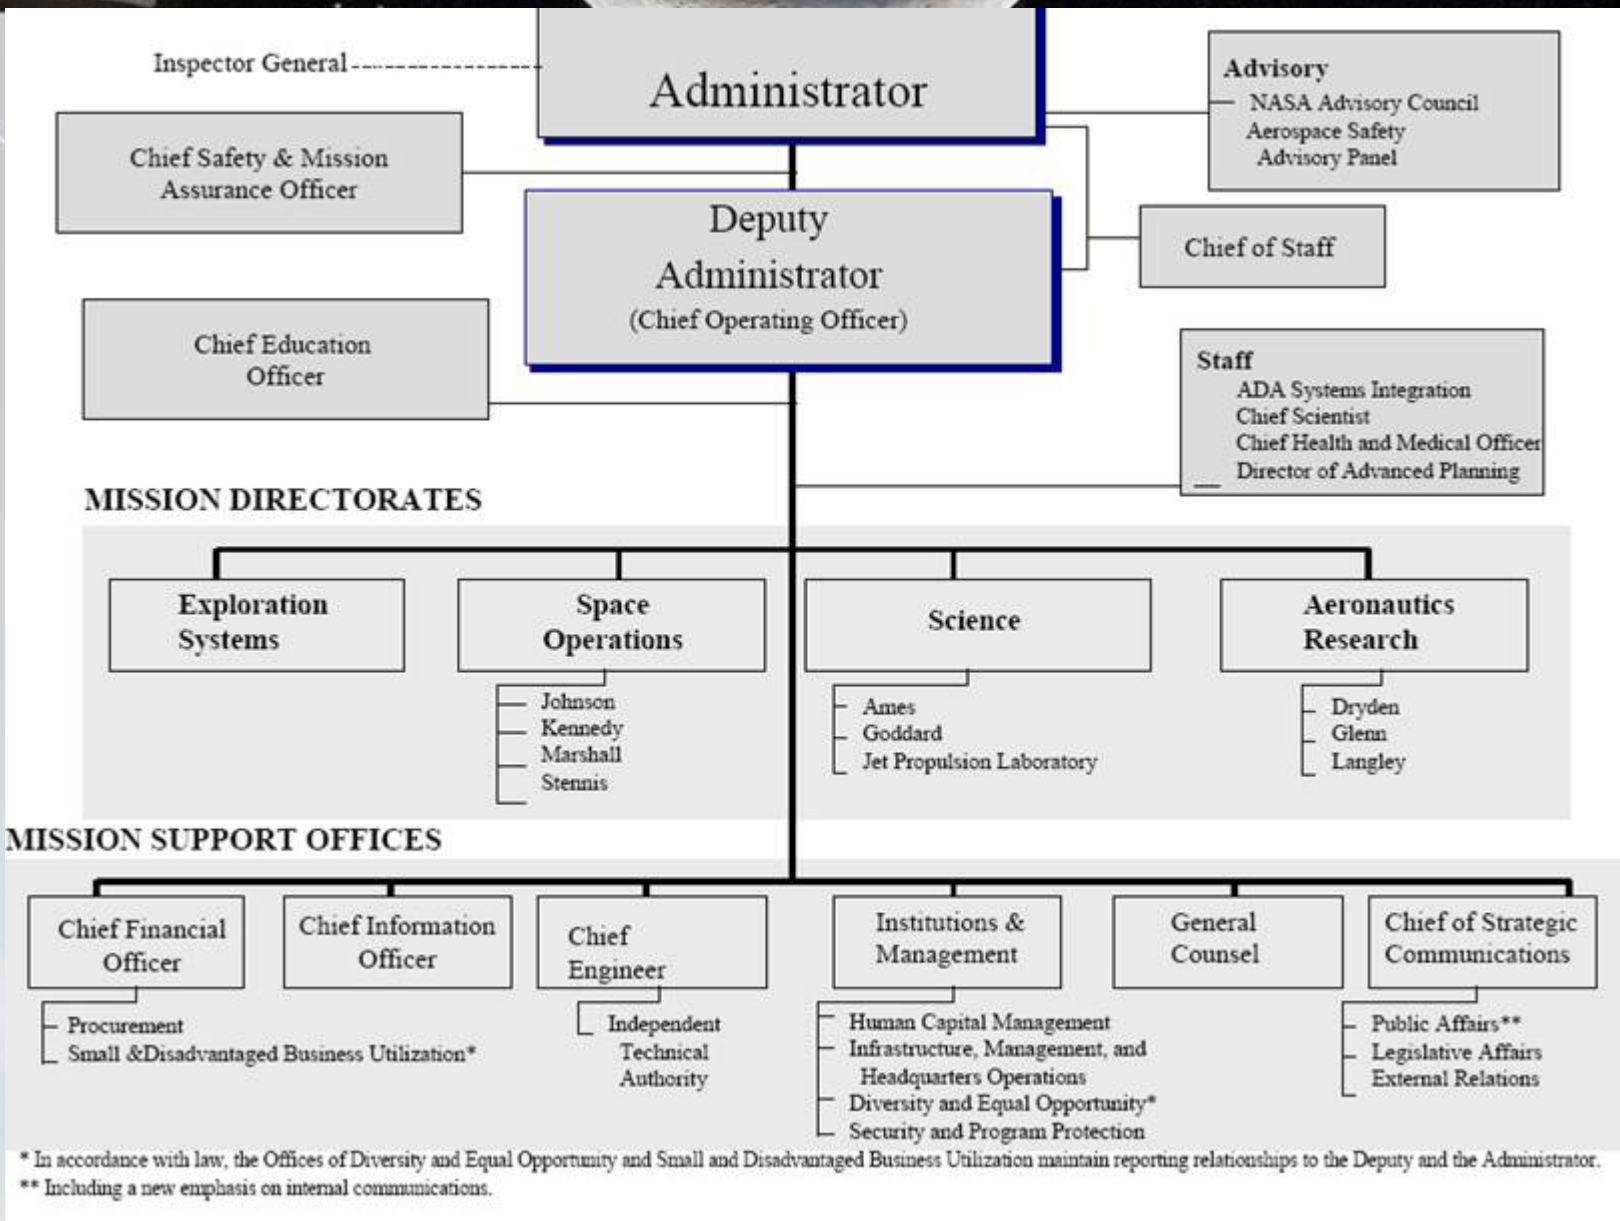 Inspector General
Administrator
Advisory
NASA Advisory Council
Aerospace Safety
Advisory Panel
Chief Safety & Mission
Assurance Officer
Deputy
Administrator
(Chief Operating Officer)
Chief of Staff
Chief Education
Officer
Staff
ADA Systems Integration
Chief Scientist
Chief Health and Medical Officer
Director of Advanced Planning
MISSION DIRECTORATES
Exploration
Systems
Space
Operations
Johnson
Kennedy
Marshall
Stennis
Science
Ames
Goddard
Jet Propulsion Laboratory
Aeronautics
Research
Dryden
Glenn
Langley
MISSION SUPPORT OFFICES
Chief Financial
Officer
Procurement
Small &Disadvantaged Business Utilization*
Chief Information
Officer
Chief
Engineer
Independent
Technical
Authority
Institutions &
Management
Human Capital Management
Infrastructure, Management, and
Headquarters Operations
Diversity and Equal Opportunity*
Security and Program Protection
General
Counsel
Chief of Strategic
Communications
Public Affairs**
Legislative Affairs
External Relations
* In accordance with law, the Offices of Diversity and Equal Opportunity and Small and Disadvantaged Business Utilization maintain reporting relationships to the Deputy and the Administrator.
** Including a new emphasis on internal communications.